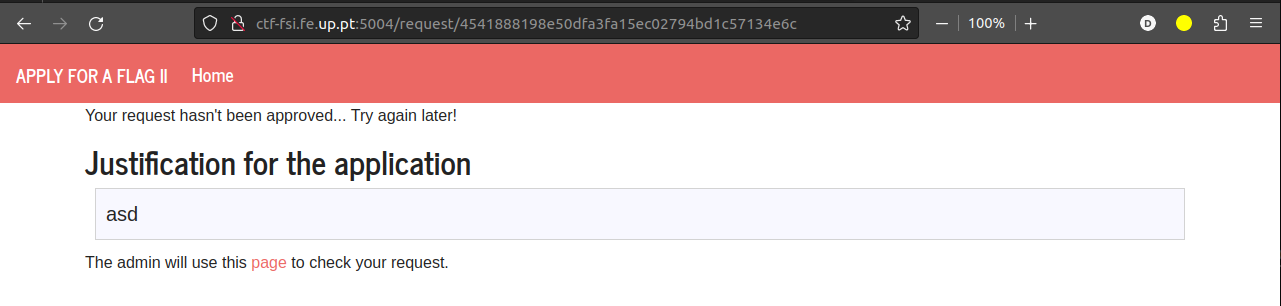 ctf-fsi.fe.up.pt:5004/request/4541888198e50dfa3fa15ec02794bd1c57134e6c 100% D
APPLY FOR A FLAG II Home
Your request hasn't been approved... Try again later!
Justification for the application
asd
The admin will use this page to check your request.